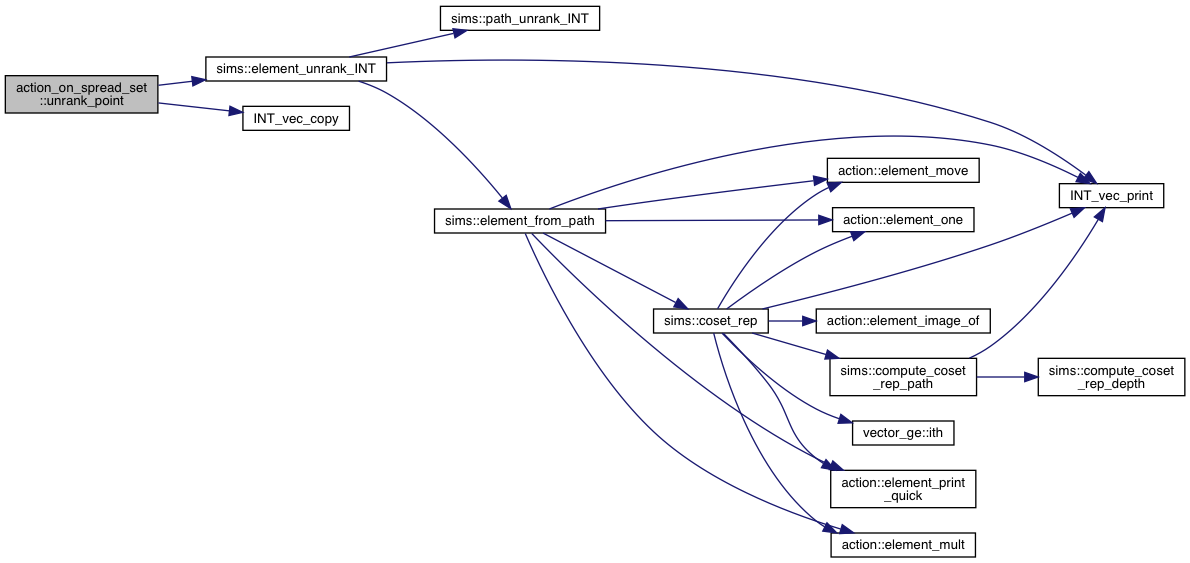 sims::path_unrank_INT
sims::element_unrank_INT
action_on_spread_set
::unrank_point
INT_vec_copy
action::element_move
INT_vec_print
sims::element_from_path
action::element_one
sims::coset_rep
action::element_image_of
sims::compute_coset
_rep_path
sims::compute_coset
_rep_depth
vector_ge::ith
action::element_print
_quick
action::element_mult